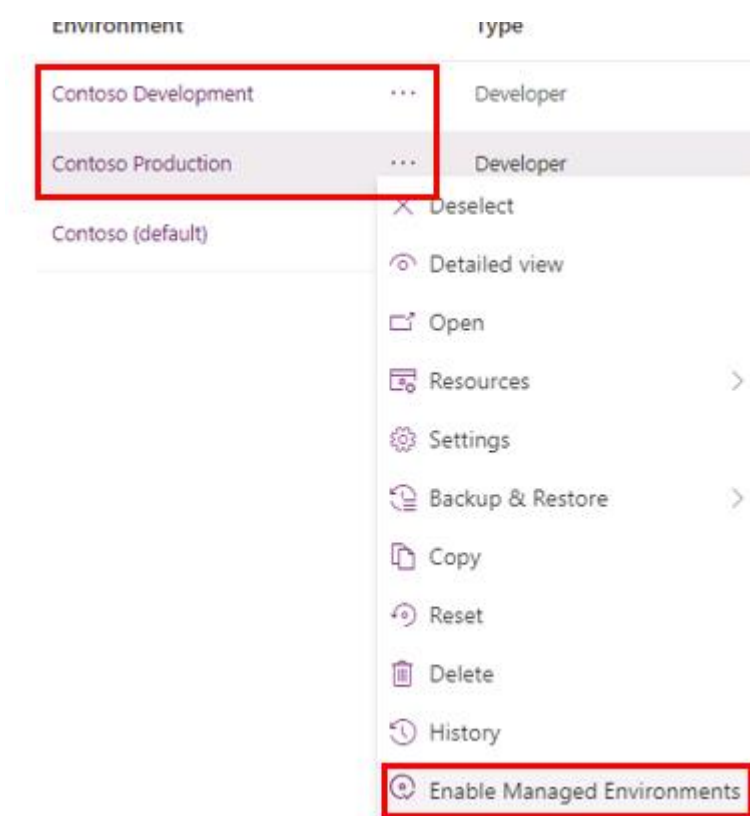 Environment Type
Contoso Development ... Developer
Contoso Production ... Developer
Deselect
Contoso (default)
Detailed view
Open
Resources
Settings
Backup & Restore
Copy
Reset
Delete
History
Enable Managed Environments